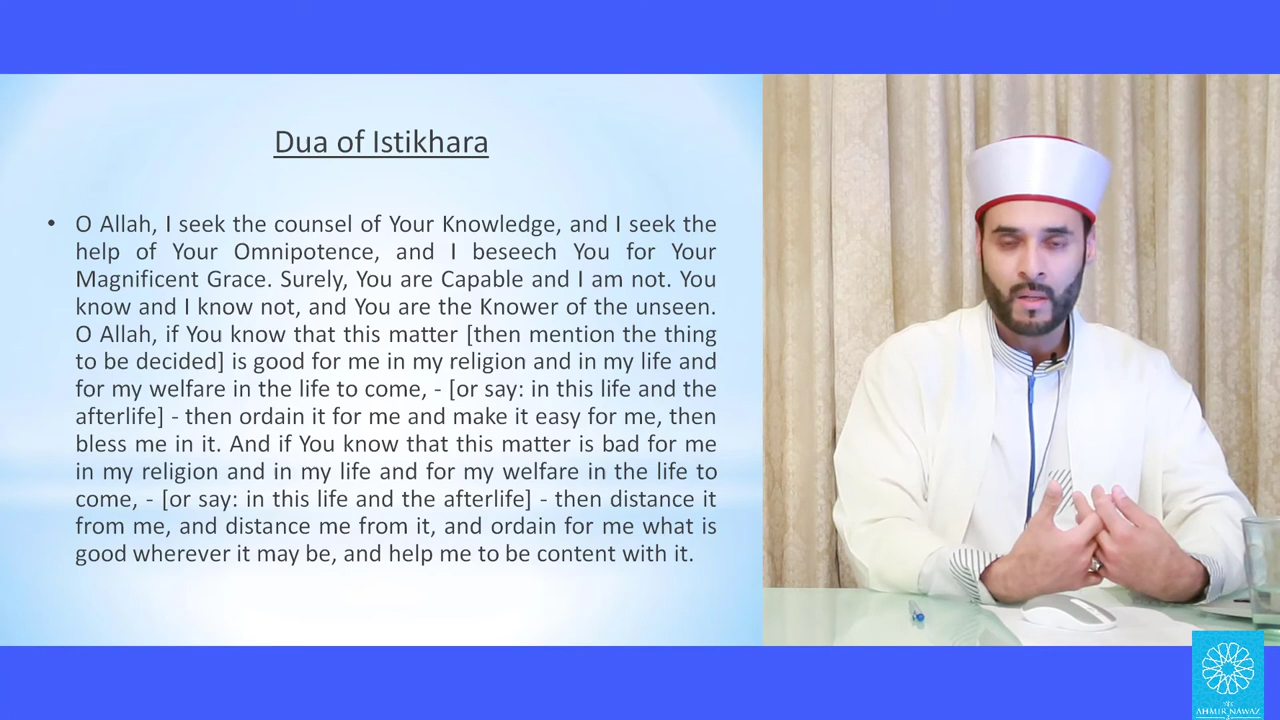 Dua of Istikhara
• O Allah, I seek the counsel of Your Knowledge, and I seek the
help of Your Omnipotence, and I beseech You for Your
Magnificent Grace. Surely, You are Capable and I am not. You
know and I know not, and You are the Knower of the unseen.
O Allah, if You know that this matter [then mention the thing
to be decided] is good for me in my religion and in my life and
for my welfare in the life to come, - [or say: in this life and the
afterlife] - then ordain it for me and make it easy for me, then
bless me in it. And if You know that this matter is bad for me
in my religion and in my life and for my welfare in the life to
come, - [or say: in this life and the afterlife] - then distance it
from me, and distance me from it, and ordain for me what is
good wherever it may be, and help me to be content with it.
AHMIR NAWAZ